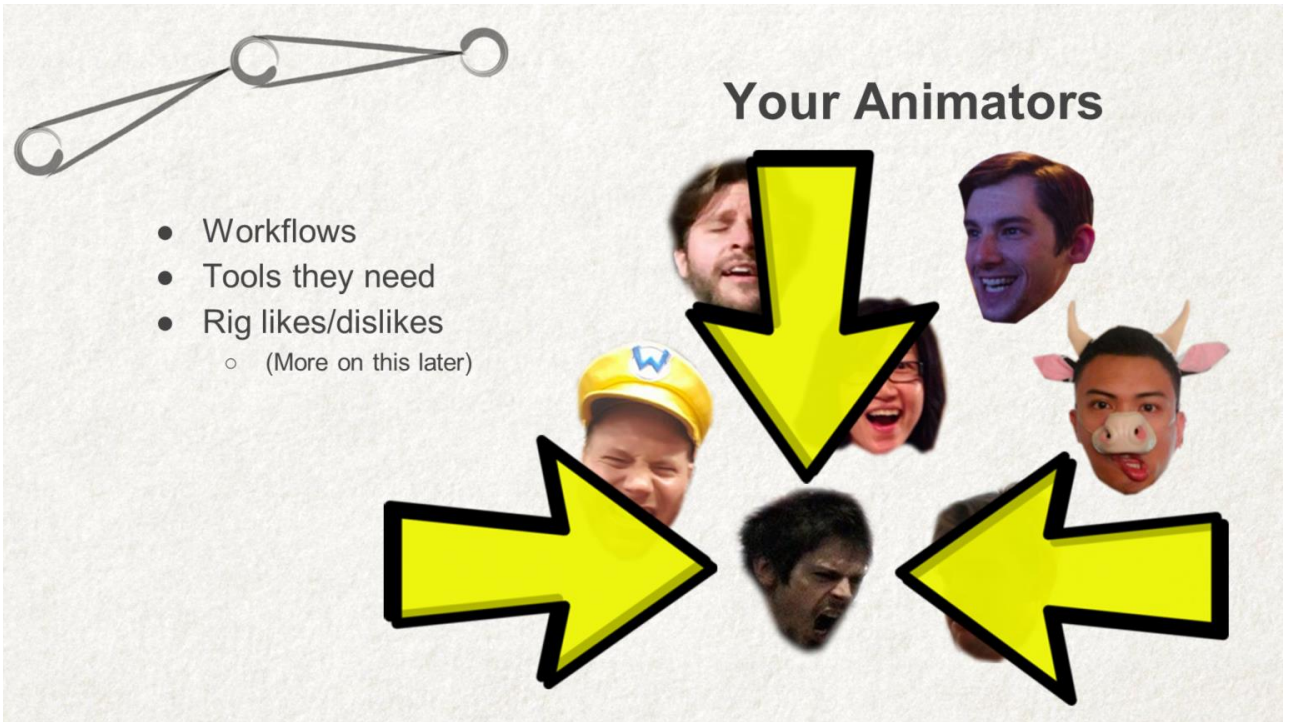 Your Animators
● Workflows
● Tools they need
● Rig likes/dislikes
○ (More on this later)
W